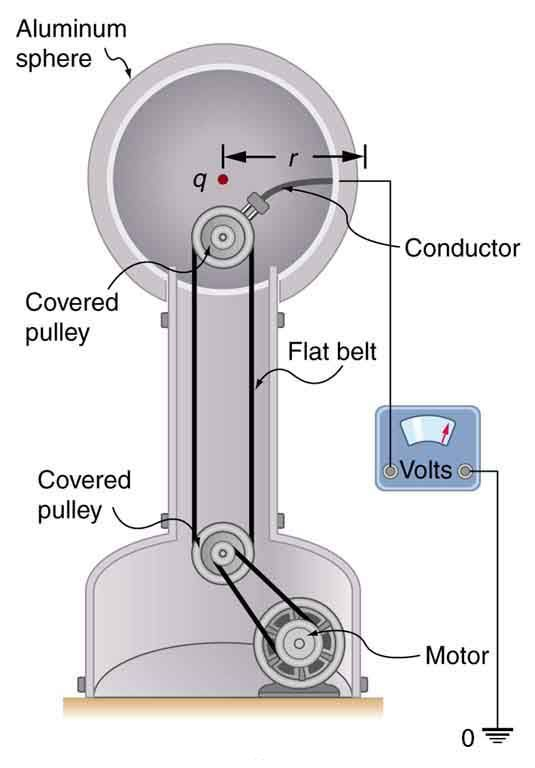 Aluminum
sphere
r
q
Conductor
Covered
pulley
Flat belt
Volts
Covered
pulley
Motor
0